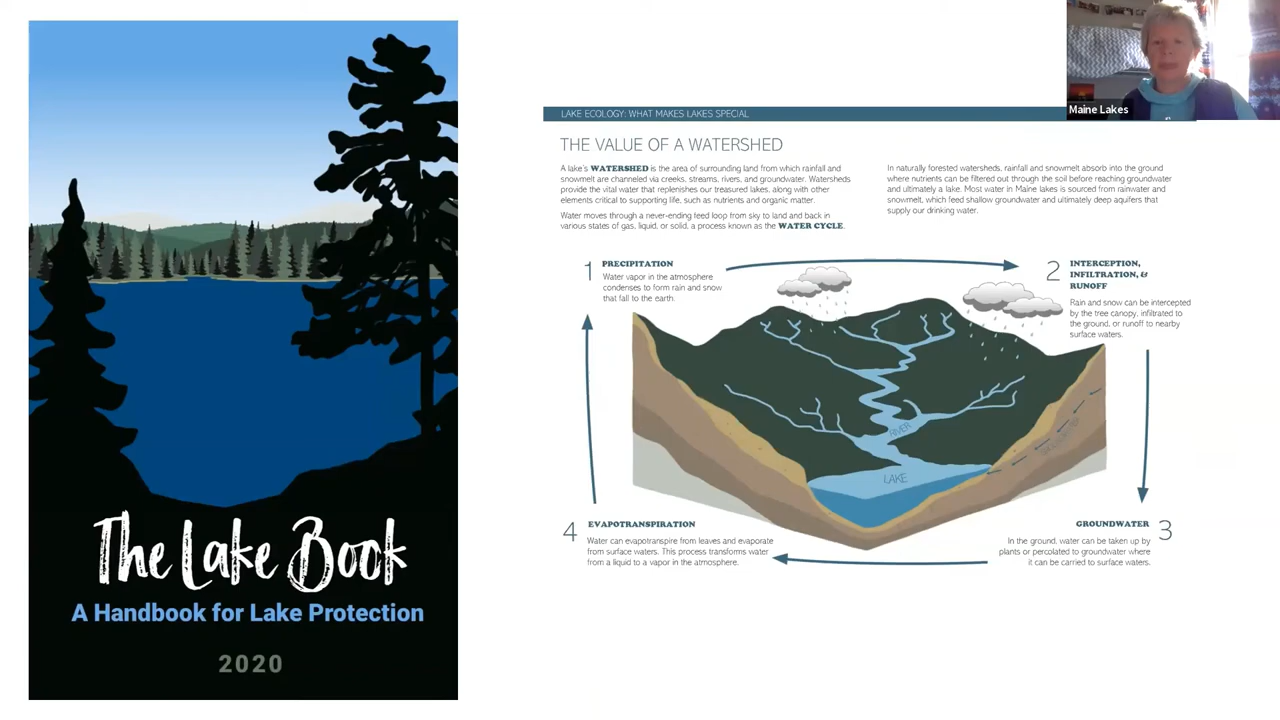 The Lake Book
A Handbook for Lake Protection
2020
Maine Lakes
LAKE ECOLOGY: WHAT MAKES LAKES SPECIAL
THE VALUE OF A WATERSHED
A lake's WATERSHED is the area of surrounding land from which rainfall and
snowmelt are channeled via creeks, streams, rivers, and groundwater. Watersheds
provide the vital water that replenishes our treasured lakes, along with other
elements critical to supporting life, such as nutrients and organic matter.
Water moves through a never-ending feed loop from sky to land and back in
various states of gas, liquid, or solid, a process known as the WATER CYCLE.
In naturally forested watersheds, rainfall and snowmelt absorb into the ground
where nutrients can be filtered out through the soil before reaching groundwater
and ultimately a lake. Most water in Maine lakes is sourced from rainwater and
snowmelt, which feed shallow groundwater and ultimately deep aquifers that
supply our drinking water.
1 PRECIPITATION
Water vapor in the atmosphere
condenses to form rain and snow
that fall to the earth.
2 INTERCEPTION,
INFILTRATION, &
RUNOFF
Rain and snow can be intercepted
by the tree canopy, infiltrated to
the ground, or runoff to nearby
surface waters.
RIVER
LAKE
GROUNDWATER 3
In the ground, water can be taken up by
plants or percolated to groundwater where
it can be carried to surface waters.
4 EVAPOTRANSPIRATION
Water can evapotranspire from leaves and evaporate
from surface waters. This process transforms water
from a liquid to a vapor in the atmosphere.